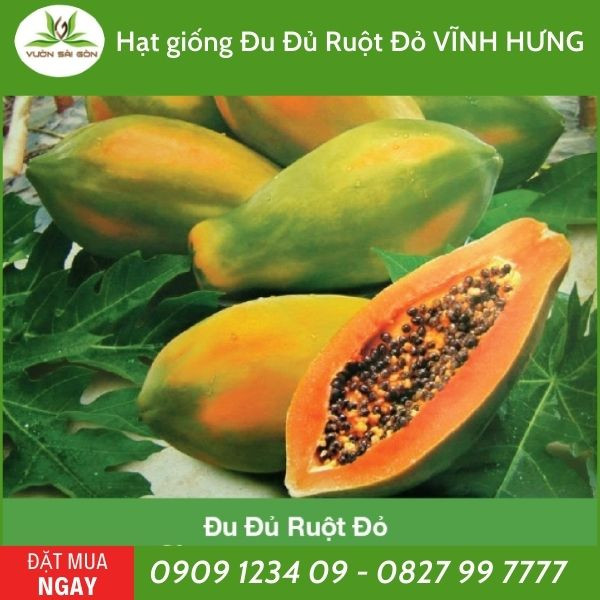 VƯỜN SÀI GÒN
Hạt giống Đu Đủ Ruột Đỏ VĨNH HƯNG
Đu Đủ Ruột Đỏ
ĐẶT MUA
NGAY
0909 1234 09 - 0827 99 7777